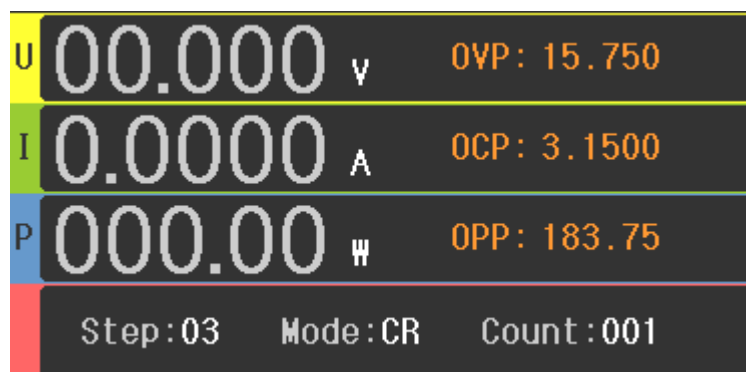 U 00.000 V OVP: 15.750
I 0.0000 A OCP: 3.1500
P 000.00 W OPP: 183.75
Step:03 Mode:CR Count:001